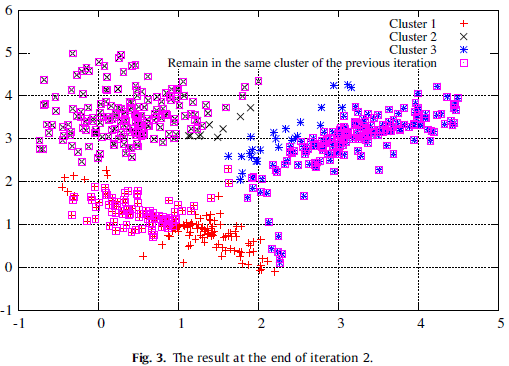 Cluster 1
Cluster 2
Cluster 3
Remain in the same cluster of the previous iteration
6
5
4
3
2
1
0
-1
-1 0 1 2 3 4 5
Fig. 3. The result at the end of iteration 2.